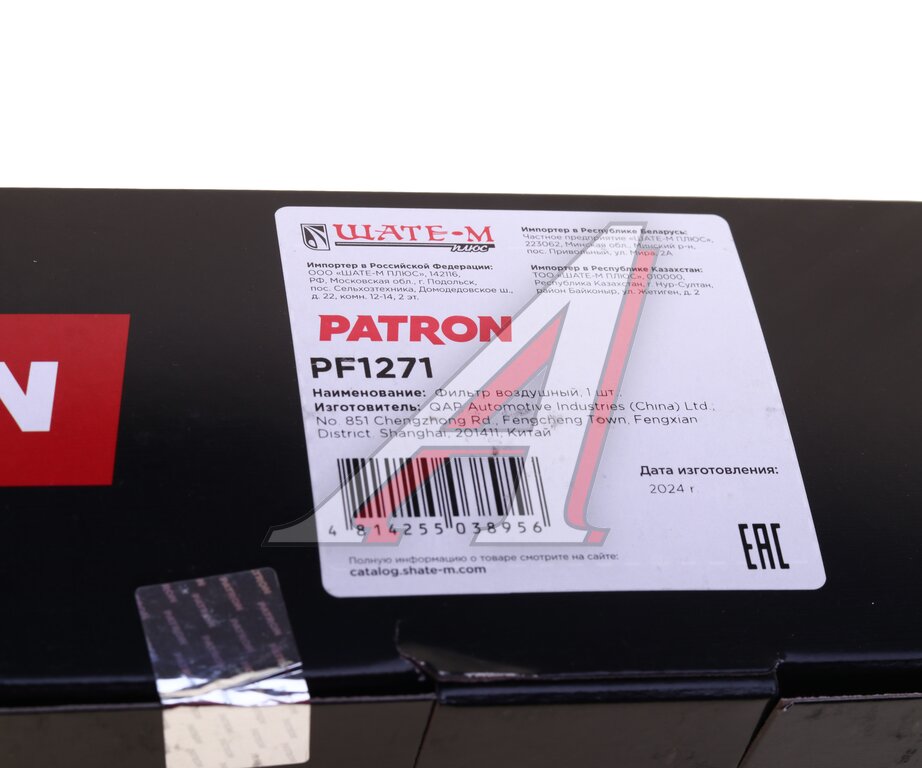 ШАТЕ-М
плюс
Импортер в Российской Федерации:
ООО «ШАТЕ-М ПЛЮС», 142116,
РФ, Московская обл., г. Подольск,
пос. Сельхозтехника, Домодедовское ш.,
д. 22, комн. 12-14, 2 эт.
Импортер в Республике Беларусь:
Частное предприятие «ШАТЕ-М ПЛЮС»,
223062, Минская обл., Минский р-н,
пос. Привольный, ул. Мира, 2А
Импортер в Республике Казахстан:
ТОО «ШАТЕ-М ПЛЮС», 010000,
Республика Казахстан, г. Нур-Султан,
район Байконыр, ул. Жетиген, д. 2
PATRON
PF1271
Наименование: Фильтр воздушный, 1 шт.
Изготовитель: QAP Automotive Industries (China) Ltd.;
No. 851 Chengzhong Rd., Fengcheng Town, Fengxian
District. Shanghai, 201411, Китай
4 814255 038956
Дата изготовления:
2024 г.
EAC
Полную информацию о товаре смотрите на сайте:
catalog.shate-m.com
N